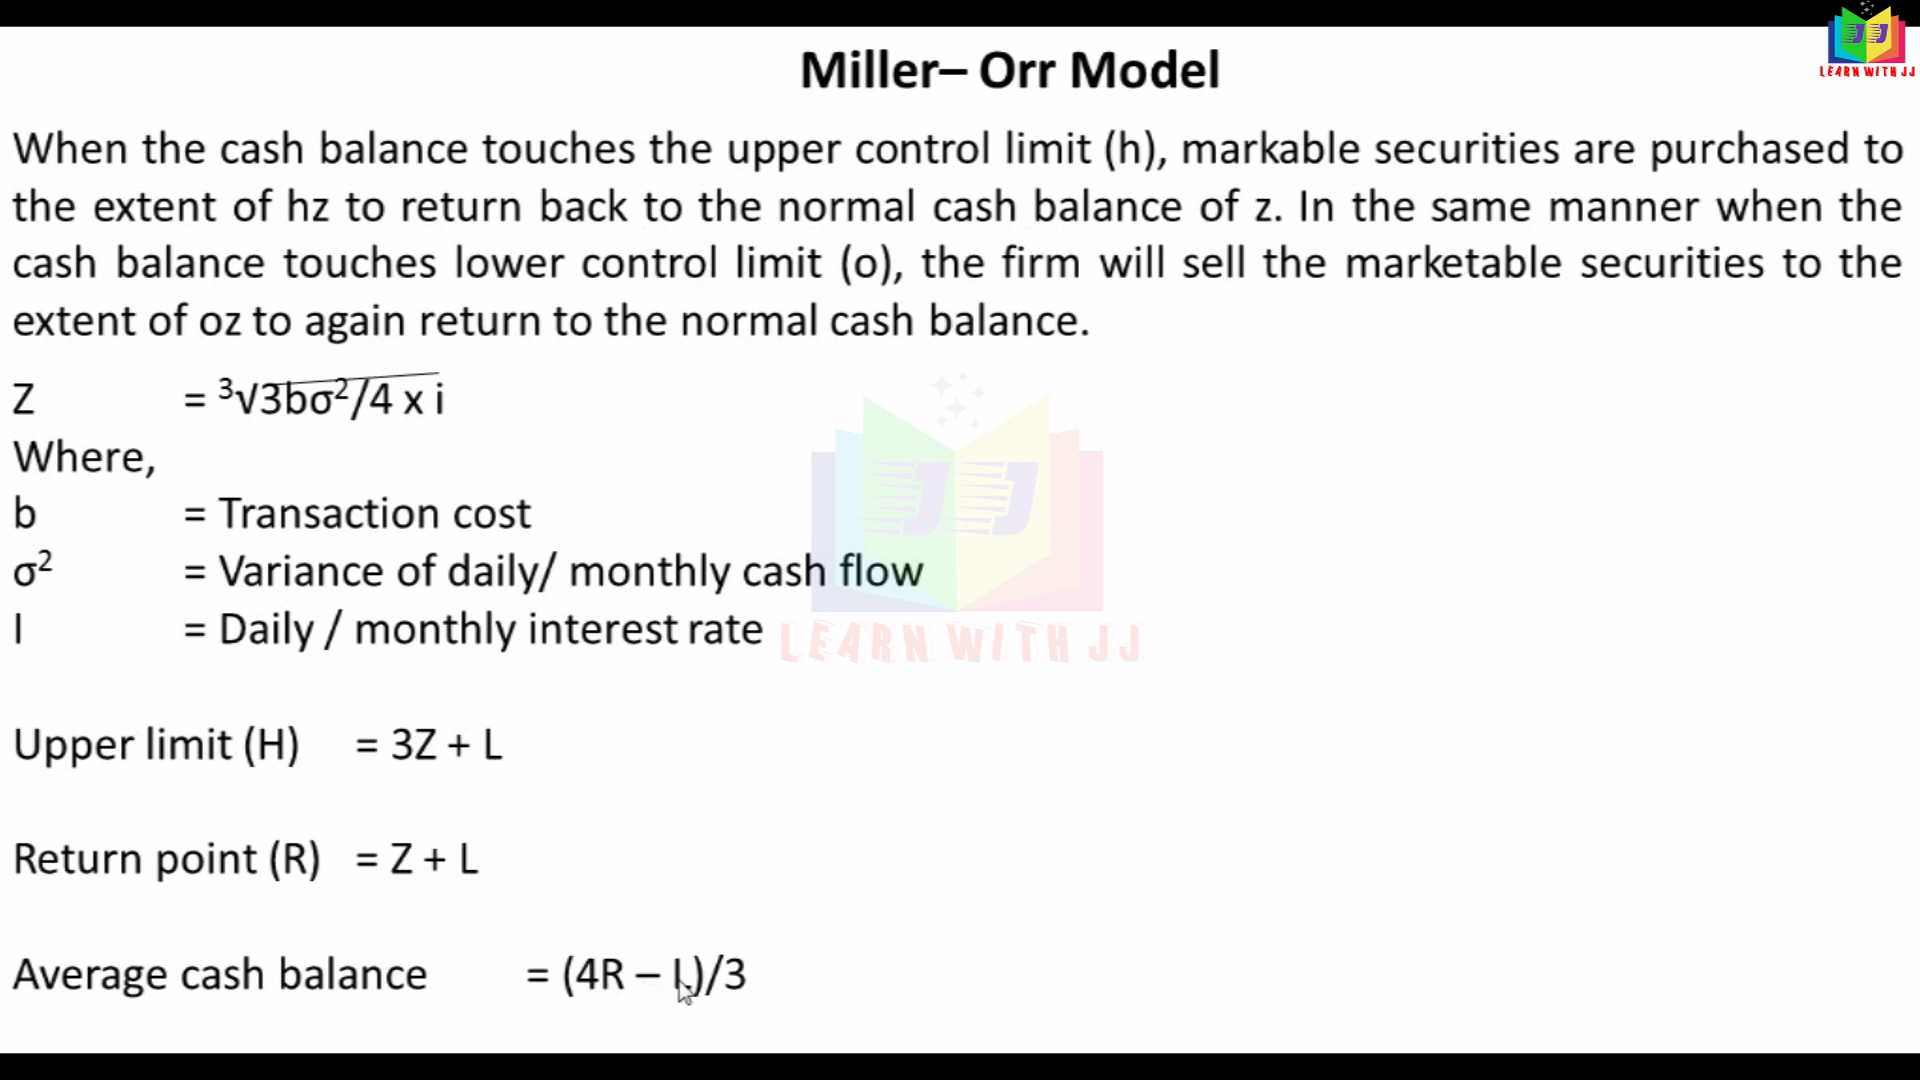 Miller– Orr Model
LEARN WITH JJ
When the cash balance touches the upper control limit (h), markable securities are purchased to
the extent of hz to return back to the normal cash balance of z. In the same manner when the
cash balance touches lower control limit (o), the firm will sell the marketable securities to the
extent of oz to again return to the normal cash balance.
Z = ³√3bσ²/4 x i
Where,
b = Transaction cost
σ² = Variance of daily/ monthly cash flow
I = Daily / monthly interest rate
LEARN WITH JJ
Upper limit (H) = 3Z + L
Return point (R) = Z + L
Average cash balance = (4R – L)/3